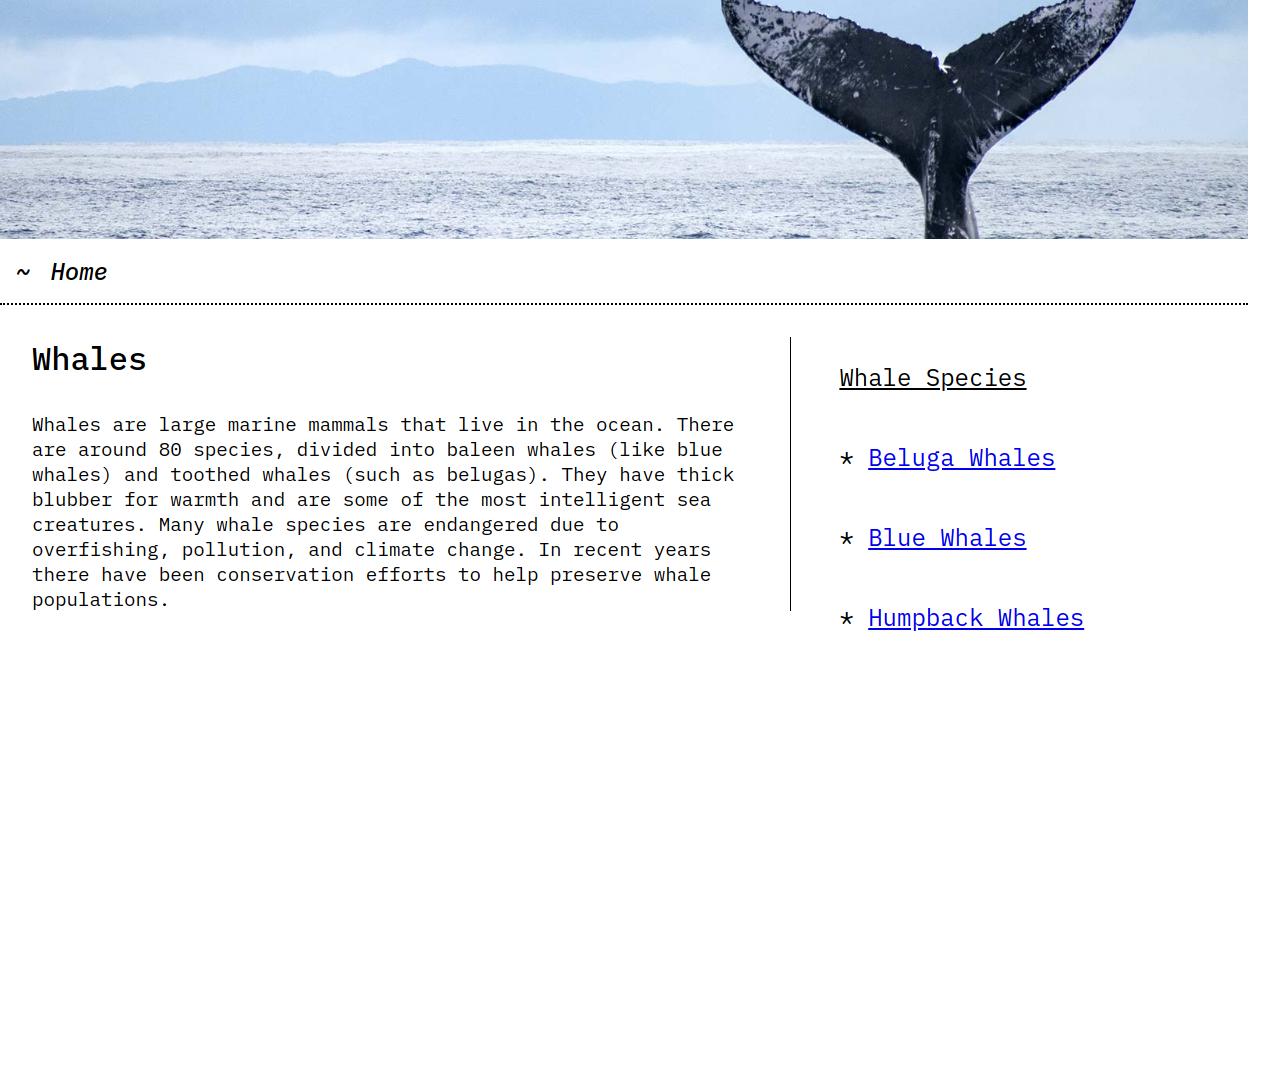 ~ Home
Whales
Whales are large marine mammals that live in the ocean. There
are around 80 species, divided into baleen whales (like blue
whales) and toothed whales (such as belugas). They have thick
blubber for warmth and are some of the most intelligent sea
creatures. Many whale species are endangered due to
overfishing, pollution, and climate change. In recent years
there have been conservation efforts to help preserve whale
populations.
Whale Species
* Beluga Whales
* Blue Whales
* Humpback Whales